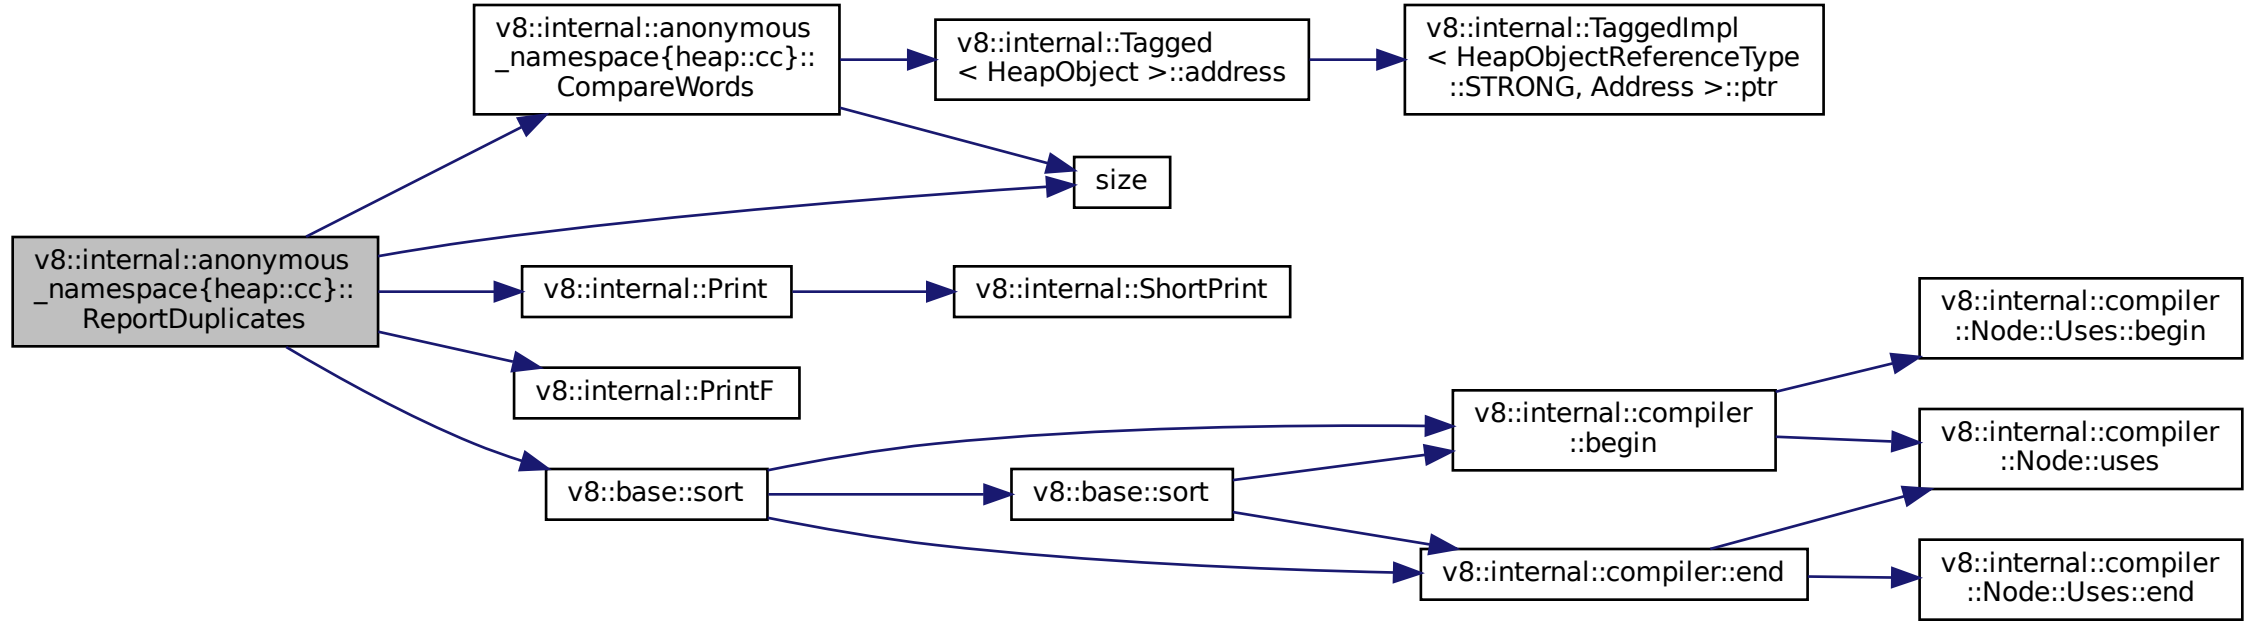 v8::internal::anonymous
_namespace{heap::cc}::
ReportDuplicates
v8::internal::anonymous
_namespace{heap::cc}::
CompareWords
v8::internal::Tagged
< HeapObject >::address
v8::internal::TaggedImpl
< HeapObjectReferenceType
::STRONG, Address >::ptr
size
v8::internal::Print
v8::internal::ShortPrint
v8::internal::PrintF
v8::base::sort
v8::base::sort
v8::internal::compiler
::begin
v8::internal::compiler::end
v8::internal::compiler
::Node::Uses::begin
v8::internal::compiler
::Node::uses
v8::internal::compiler
::Node::Uses::end